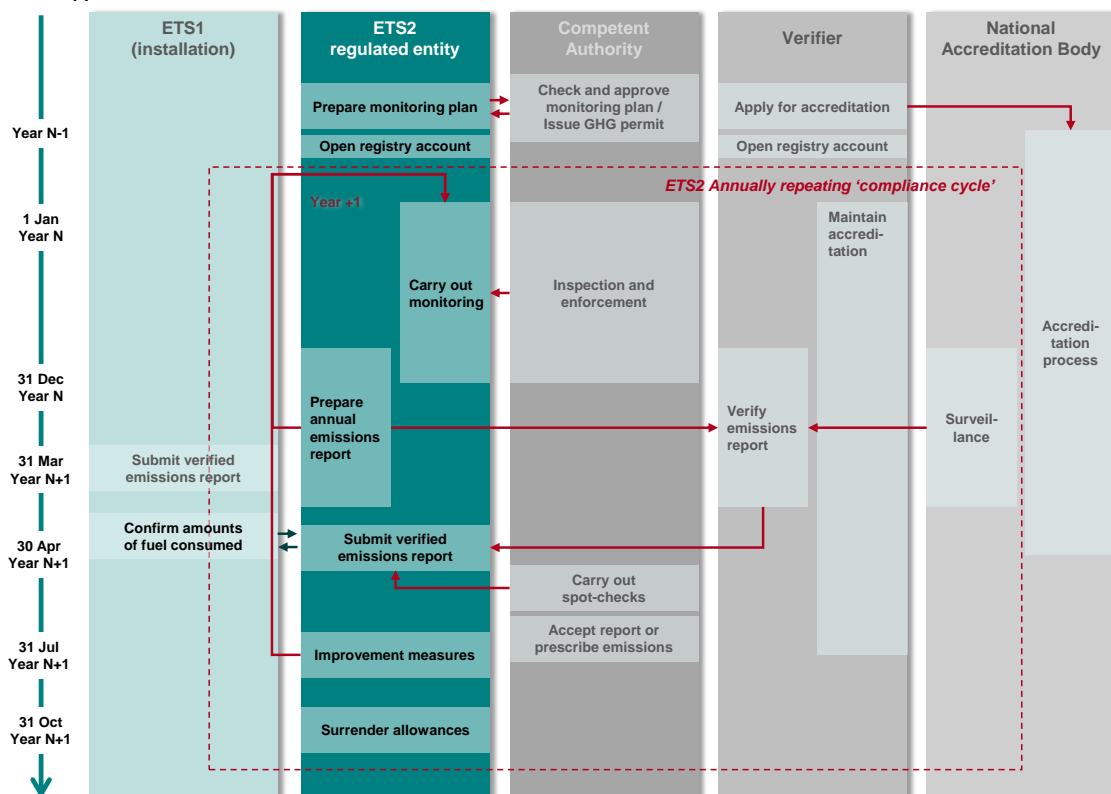 ETS1
(installation)
ETS2
regulated entity
Competent
Authority
Verifier
National
Accreditation Body
Year N-1
1 Jan
Year N
31 Dec
Year N
31 Mar
Year N+1
30 Apr
Year N+1
31 Jul
Year N+1
31 Oct
Year N+1
Prepare monitoring plan
Check and approve
monitoring plan /
Issue GHG permit
Apply for accreditation
Open registry account
Open registry account
ETS2 Annually repeating ‘compliance cycle’
Year +1
Maintain
accredi-
tation
Carry out
monitoring
Inspection and
enforcement
Accredi-
tation
process
Prepare
annual
emissions
report
Verify
emissions
report
Surveil-
lance
Submit verified
emissions report
Confirm amounts
of fuel consumed
Submit verified
emissions report
Carry out
spot-checks
Accept report or
prescribe emissions
Improvement measures
Surrender allowances